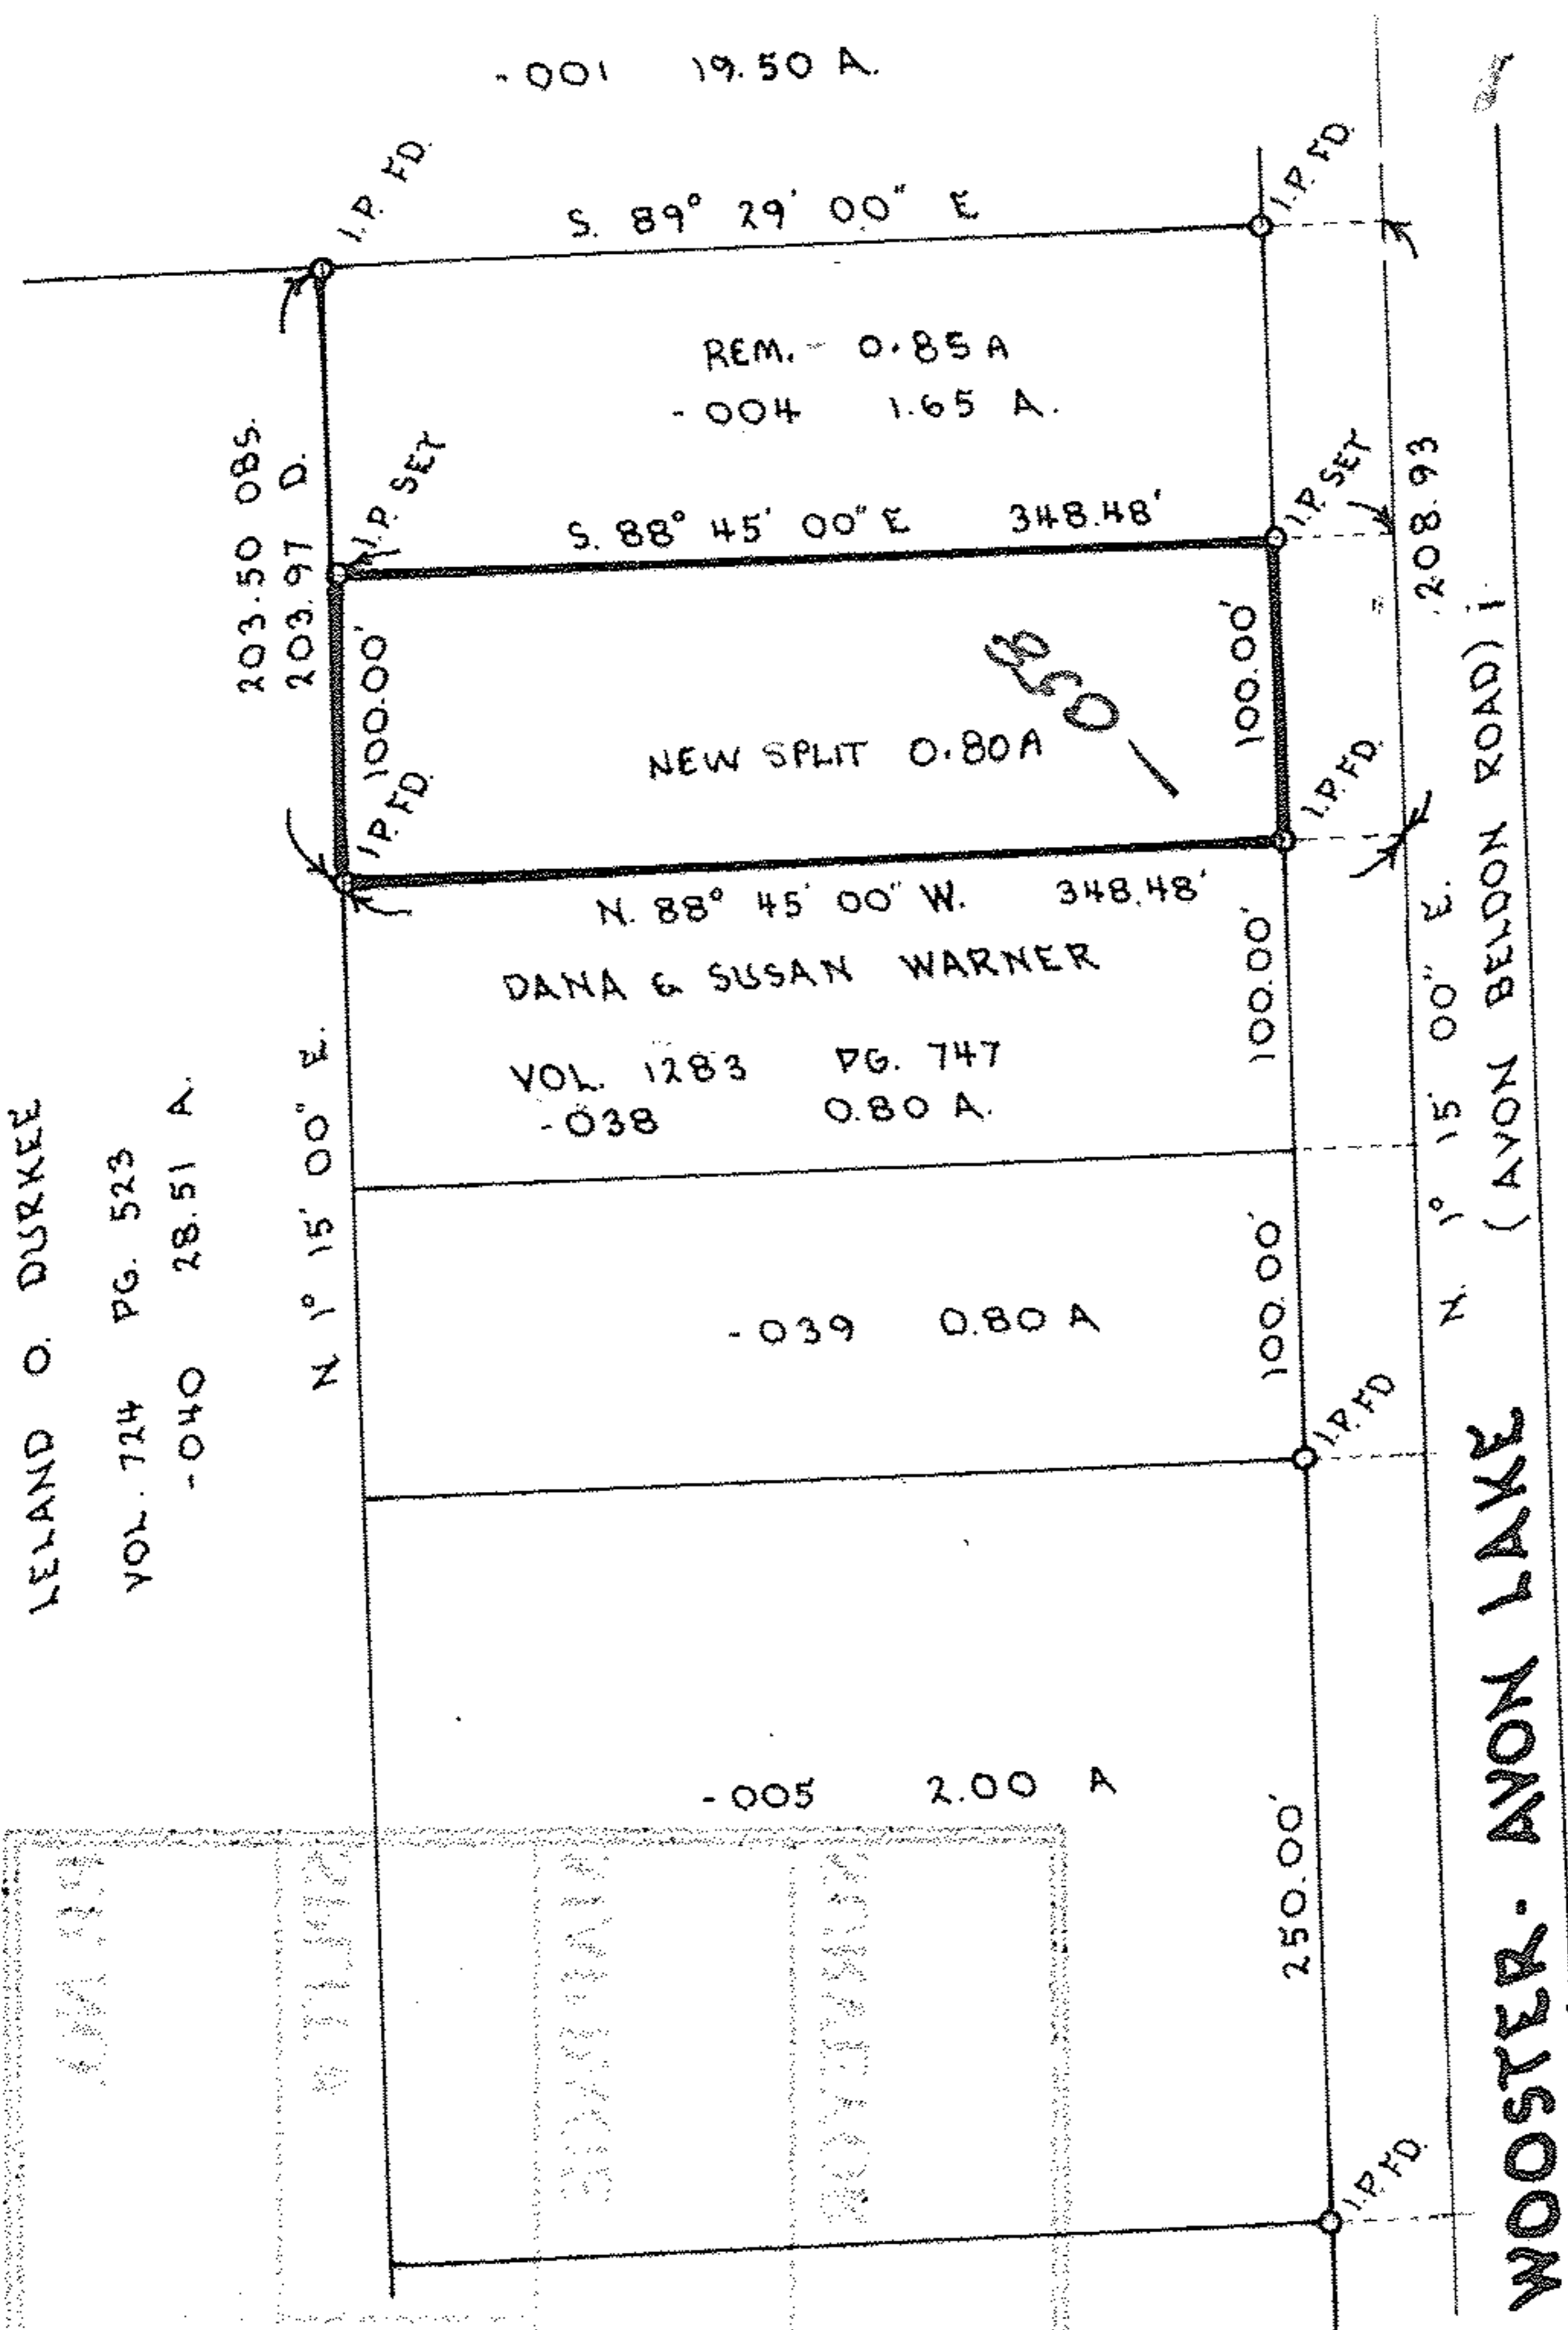 -001 19.50 A.
I.P. FD.
I.P. FD.
S. 89° 29' 00" E
REM. - 0.85 A
-004 1.65 A.
203.50 OBS.
203.97 D.
I.P. SET
I.P. SET
S. 88° 45' 00" E 348.48'
208.93
100.00'
100.00'
NEW SPLIT 0.80 A
-058
I.P. FD.
I.P. FD.
N. 88° 45' 00" W. 348.48'
DANA & SUSAN WARNER
VOL. 1283 PG. 747
-038 0.80 A.
100.00'
LELAND O. DURKEE
VOL. 724 PG. 523
-040 28.51 A.
N 1° 15' 00" E.
N. 1° 15' 00" E.
-039 0.80 A
100.00'
I.P. FD
-005 2.00 A
250.00'
I.P. FD.
WOOSTER - AVON LAKE (AVON BELDON ROAD)